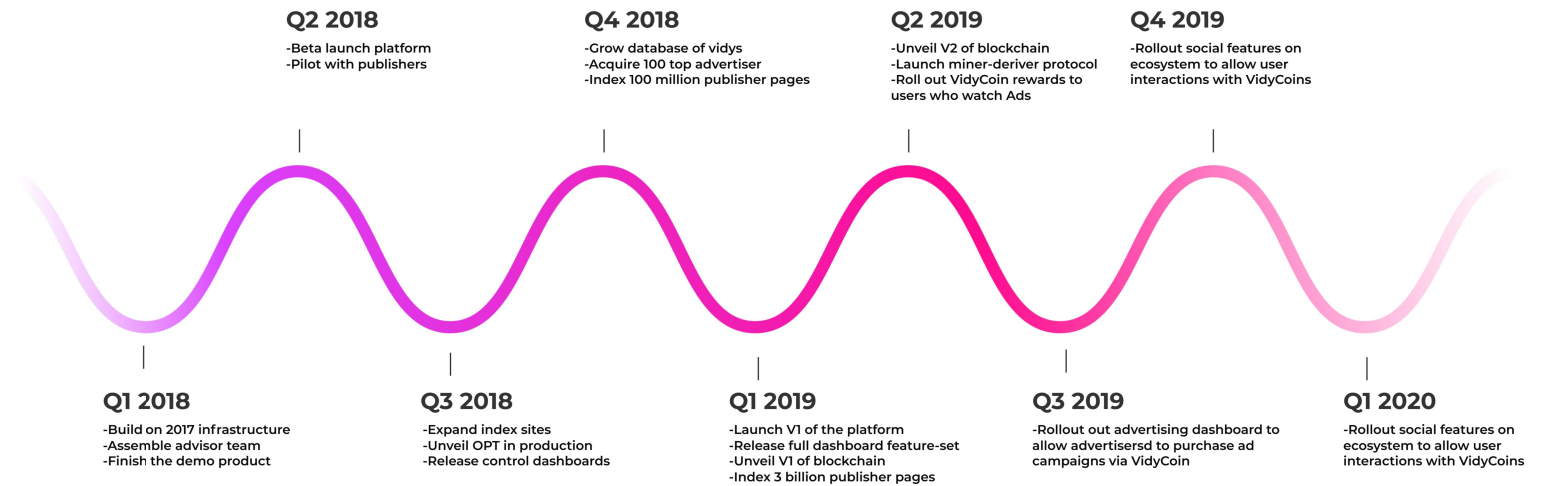 Q2 2018
-Beta launch platform
-Pilot with publishers
Q4 2018
-Grow database of vidys
-Acquire 100 top advertiser
-Index 100 million publisher pages
Q2 2019
-Unveil V2 of blockchain
-Launch miner-deriver protocol
-Roll out VidyCoin rewards to
users who watch Ads
Q4 2019
-Rollout social features on
ecosystem to allow user
interactions with VidyCoins
Q1 2018
-Build on 2017 infrastructure
-Assemble advisor team
-Finish the demo product
Q3 2018
-Expand index sites
-Unveil OPT in production
-Release control dashboards
Q1 2019
-Launch V1 of the platform
-Release full dashboard feature-set
-Unveil V1 of blockchain
-Index 3 billion publisher pages
Q3 2019
-Rollout out advertising dashboard to
allow advertisersd to purchase ad
campaigns via VidyCoin
Q1 2020
-Rollout social features on
ecosystem to allow user
interactions with VidyCoins